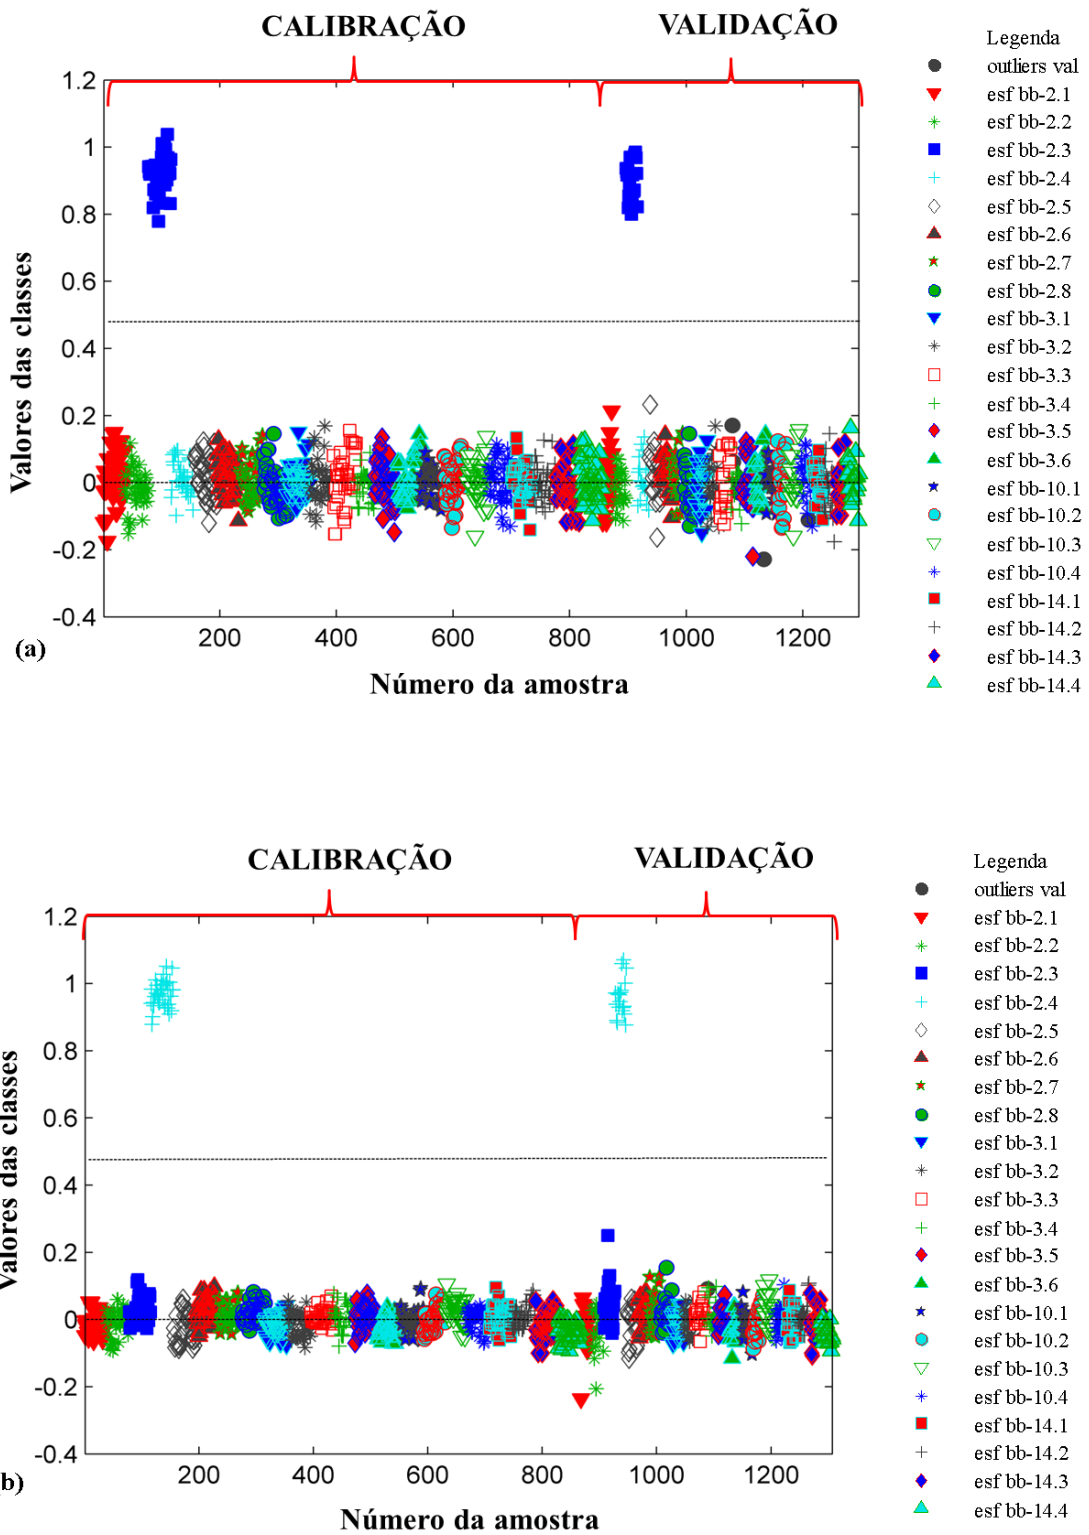 CALIBRAÇÃO
VALIDAÇÃO
Legenda
outliers val
esf bb-2.1
esf bb-2.2
esf bb-2.3
esf bb-2.4
esf bb-2.5
esf bb-2.6
esf bb-2.7
esf bb-2.8
esf bb-3.1
esf bb-3.2
esf bb-3.3
esf bb-3.4
esf bb-3.5
esf bb-3.6
esf bb-10.1
esf bb-10.2
esf bb-10.3
esf bb-10.4
esf bb-14.1
esf bb-14.2
esf bb-14.3
esf bb-14.4
Valores das classes
1.2
1
0.8
0.6
0.4
0.2
0
-0.2
-0.4
200
400
600
800
1000
1200
(a)
Número da amostra
CALIBRAÇÃO
VALIDAÇÃO
Legenda
outliers val
esf bb-2.1
esf bb-2.2
esf bb-2.3
esf bb-2.4
esf bb-2.5
esf bb-2.6
esf bb-2.7
esf bb-2.8
esf bb-3.1
esf bb-3.2
esf bb-3.3
esf bb-3.4
esf bb-3.5
esf bb-3.6
esf bb-10.1
esf bb-10.2
esf bb-10.3
esf bb-10.4
esf bb-14.1
esf bb-14.2
esf bb-14.3
esf bb-14.4
Valores das classes
1.2
1
0.8
0.6
0.4
0.2
0
-0.2
-0.4
200
400
600
800
1000
1200
b)
Número da amostra